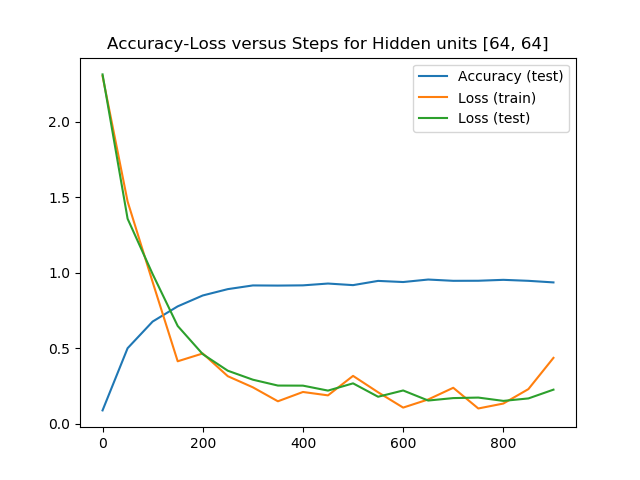 Accuracy-Loss versus Steps for Hidden units [64, 64]
Accuracy (test)
Loss (train)
Loss (test)
2.0
1.5
1.0
0.5
0.0
0
200
400
600
800